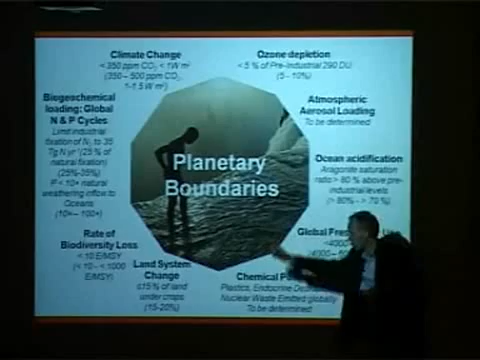 Climate Change
< 350 ppm CO₂ < 1W m²
(350 – 500 ppm CO₂
1-1.5 W m²)
Ozone depletion
< 5 % of Pre-Industrial 290 DU
(5 - 10%)
Biogeochemical
loading: Global
N & P Cycles
Limit industrial
fixation of N₂ to 35
Tg N yr⁻¹ (25 % of
natural fixation)
(25%-35%)
P < 10× natural
weathering inflow to
Oceans
(10× – 100×)
Atmospheric
Aerosol Loading
To be determined
Planetary
Boundaries
Ocean acidification
Aragonite saturation
ratio > 80 % above pre-
industrial levels
(> 80% - > 70 %)
Global
Rate of
Biodiversity Loss
< 10 E/MSY
(< 10 - < 1000
E/MSY)
Land System
Change
≤15 % of land
under crops
(15-20%)
Chemical
Plastics, Endocrine
Nuclear Waste Emitted globally
To be determined